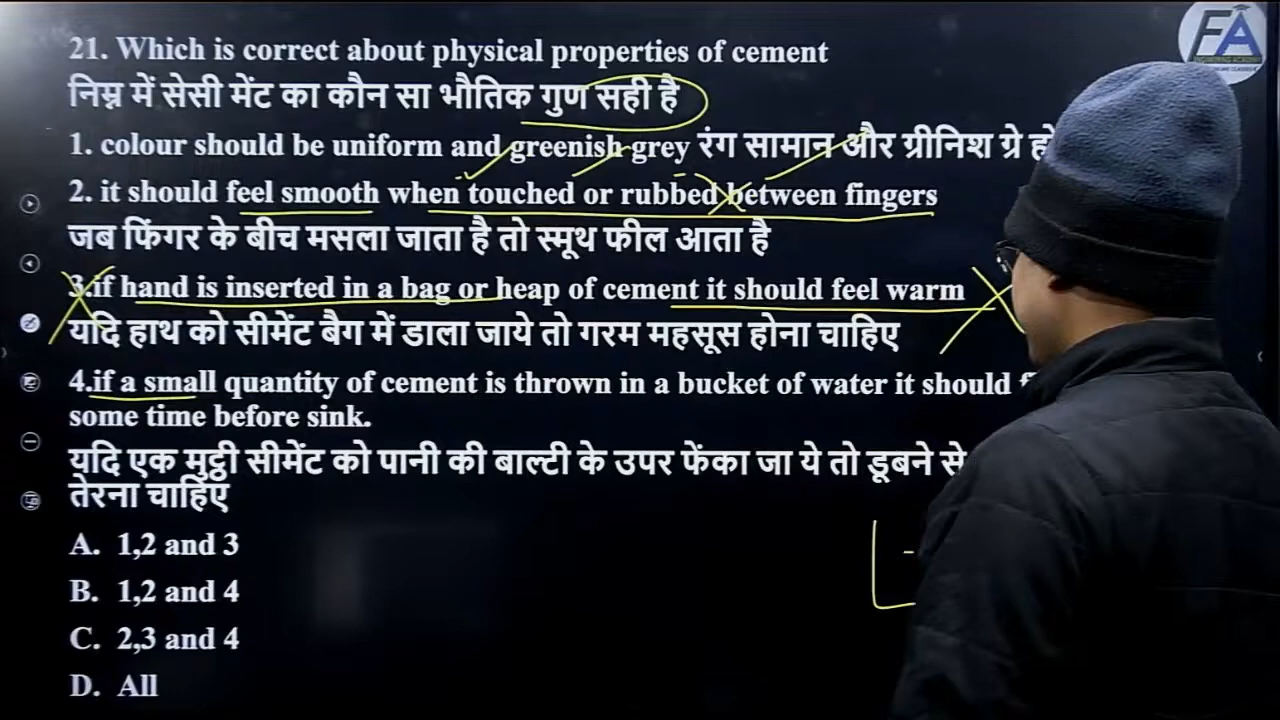 21. Which is correct about physical properties of cement
निम्न में सेसी मेंट का कौन सा भौतिक गुण सही है
1. colour should be uniform and greenish grey रंग सामान और ग्रीनिश ग्रे
2. it should feel smooth when touched or rubbed between fingers
जब फिंगर के बीच मसला जाता है तो स्मूथ फील आता है
3.if hand is inserted in a bag or heap of cement it should feel warm
यदि हाथ को सीमेंट बैग में डाला जाये तो गरम महसूस होना चाहिए
4.if a small quantity of cement is thrown in a bucket of water it should
some time before sink.
यदि एक मुट्ठी सीमेंट को पानी की बाल्टी के उपर फेंका जा ये तो डूबने से
तेरना चाहिए
A. 1,2 and 3
B. 1,2 and 4
C. 2,3 and 4
D. All
FA